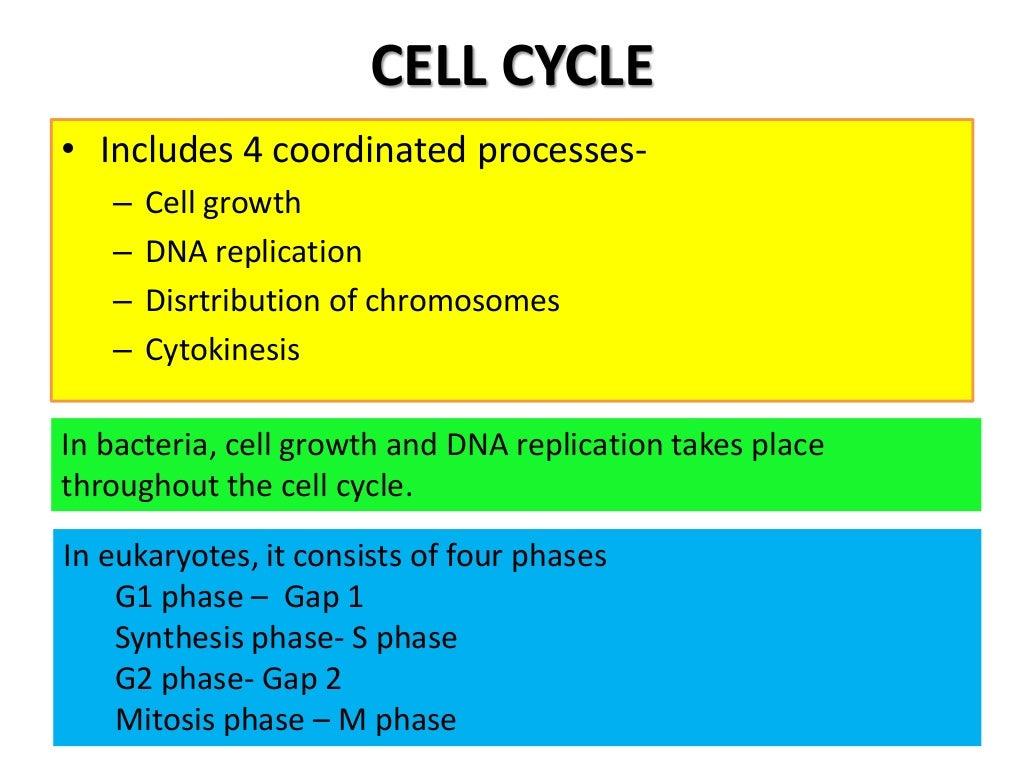 CELL CYCLE
• Includes 4 coordinated processes-
– Cell growth
– DNA replication
– Disrtribution of chromosomes
– Cytokinesis
In bacteria, cell growth and DNA replication takes place
throughout the cell cycle.
In eukaryotes, it consists of four phases
G1 phase – Gap 1
Synthesis phase- S phase
G2 phase- Gap 2
Mitosis phase – M phase